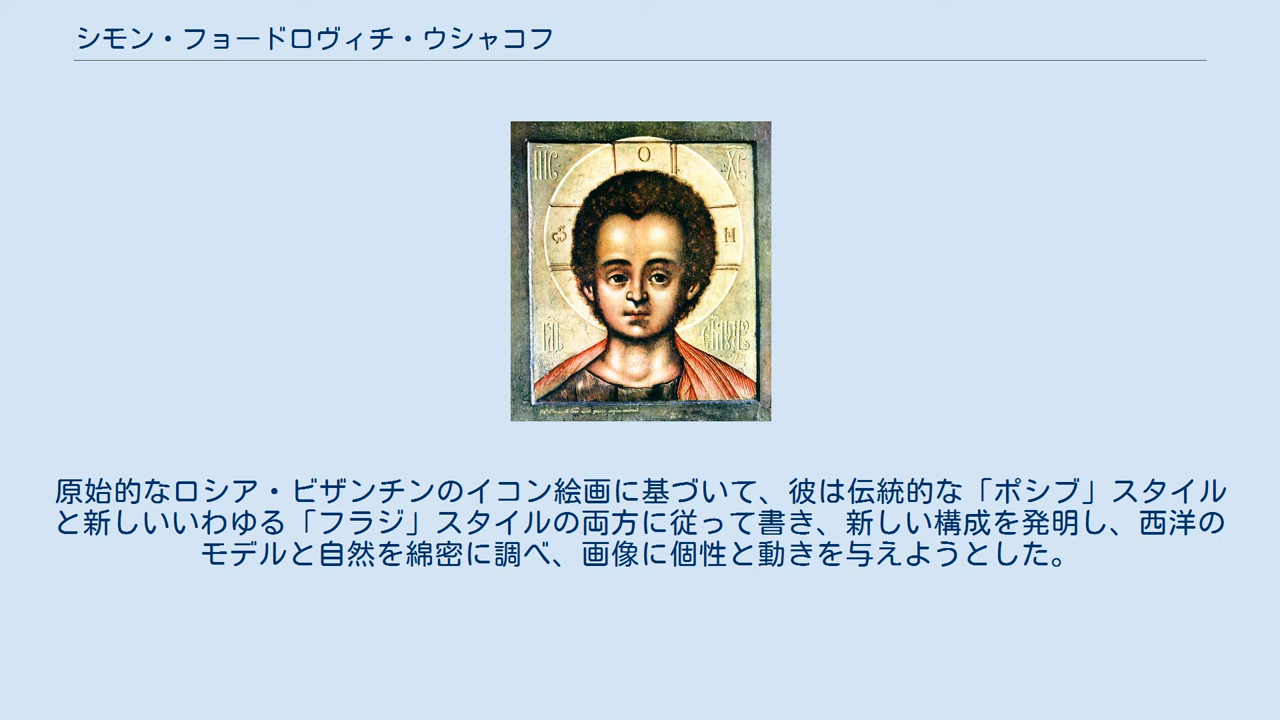 シモン・フョードロヴィチ・ウシャコフ
О
原始的なロシア・ビザンチンのイコン絵画に基づいて、彼は伝統的な「ポシブ」スタイル
と新しいいわゆる「フラジ」スタイルの両方に従って書き、新しい構成を発明し、西洋の
モデルと自然を綿密に調べ、画像に個性と動きを与えようとした。